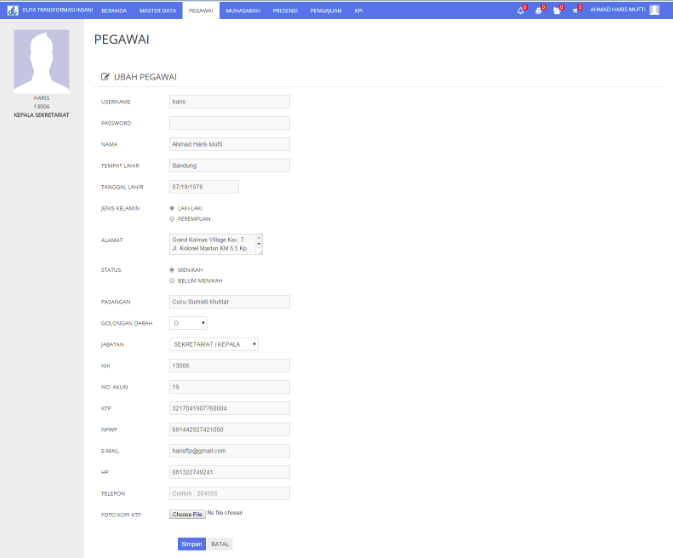 DUTA TRANSFORMASI INSANI BERANDA MASTER DATA PEGAWAI MUHASABAH PRESENSI PENGAJUAN KPI 0 0 0 0 AHMAD HARIS MUFTI
HARIS
13006
KEPALA SEKRETARIAT
PEGAWAI
UBAH PEGAWAI
USERNAME haris
PASSWORD
NAMA Ahmad Haris Mufti
TEMPAT LAHIR Bandung
TANGGAL LAHIR 07/19/1976
JENIS KELAMIN LAKI-LAKI
PEREMPUAN
ALAMAT Grand Kolmas Village Kav. 7
Jl. Kolonel Masturi KM 5,5 Kp.
STATUS MENIKAH
BELUM MENIKAH
PASANGAN Cucu Sumiati Muhtar
GOLONGAN DARAH O
JABATAN SEKRETARIAT | KEPALA
NIK 13006
NO. AKUN 19
KTP 3217041907760004
NPWP 681442927421000
E-MAIL harisftp@gmail.com
HP 081322749241
TELEPON Contoh : 204555
FOTO KOPI KTP Choose File No file chosen
Simpan BATAL